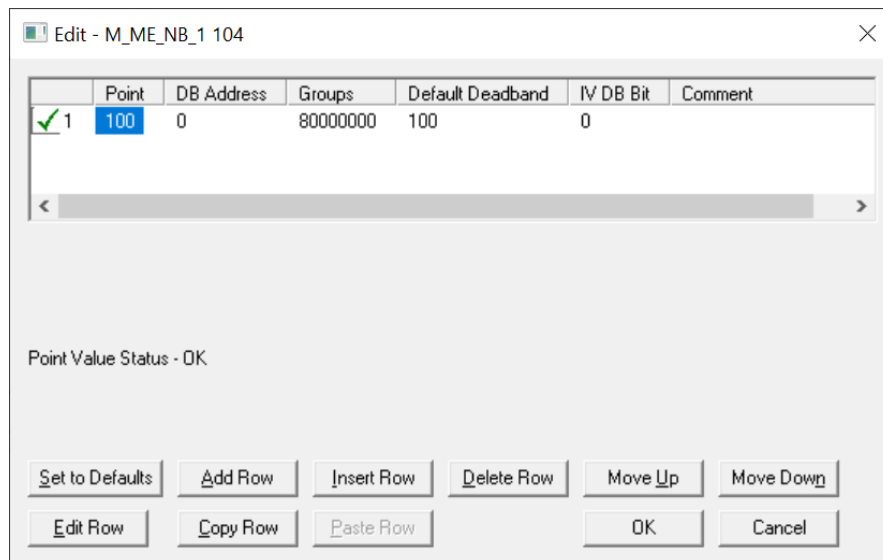 Edit - M_ME_NB_1 104
Point DB Address Groups Default Deadband IV DB Bit Comment
1 100 0 80000000 100 0
Point Value Status - OK
Set to Defaults Add Row Insert Row Delete Row Move Up Move Down
Edit Row Copy Row Paste Row OK Cancel